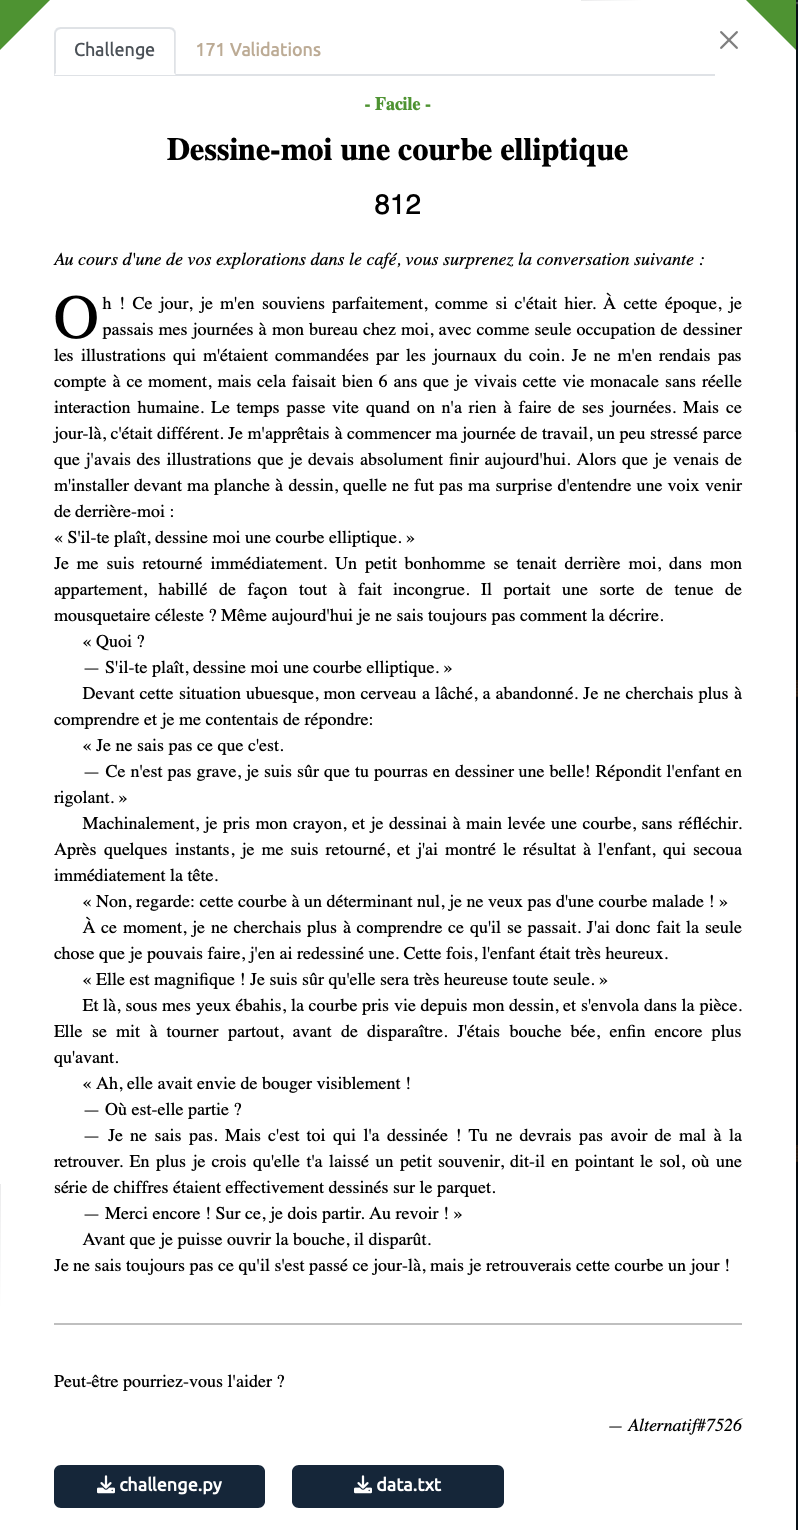 Challenge
171 Validations
- Facile -
Dessine-moi une courbe elliptique
812
Au cours d'une de vos explorations dans le café, vous surprenez la conversation suivante :
Oh ! Ce jour, je m'en souviens parfaitement, comme si c'était hier. À cette époque, je
passais mes journées à mon bureau chez moi, avec comme seule occupation de dessiner
les illustrations qui m'étaient commandées par les journaux du coin. Je ne m'en rendais pas
compte à ce moment, mais cela faisait bien 6 ans que je vivais cette vie monacale sans réelle
interaction humaine. Le temps passe vite quand on n'a rien à faire de ses journées. Mais ce
jour-là, c'était différent. Je m'apprêtais à commencer ma journée de travail, un peu stressé parce
que j'avais des illustrations que je devais absolument finir aujourd'hui. Alors que je venais de
m'installer devant ma planche à dessin, quelle ne fut pas ma surprise d'entendre une voix venir
de derrière-moi :
« S'il-te plaît, dessine moi une courbe elliptique. »
Je me suis retourné immédiatement. Un petit bonhomme se tenait derrière moi, dans mon
appartement, habillé de façon tout à fait incongrue. Il portait une sorte de tenue de
mousquetaire céleste ? Même aujourd'hui je ne sais toujours pas comment la décrire.
« Quoi ?
— S'il-te plaît, dessine moi une courbe elliptique. »
Devant cette situation ubuesque, mon cerveau a lâché, a abandonné. Je ne cherchais plus à
comprendre et je me contentais de répondre:
« Je ne sais pas ce que c'est.
— Ce n'est pas grave, je suis sûr que tu pourras en dessiner une belle! Répondit l'enfant en
rigolant. »
Machinalement, je pris mon crayon, et je dessinai à main levée une courbe, sans réfléchir.
Après quelques instants, je me suis retourné, et j'ai montré le résultat à l'enfant, qui secoua
immédiatement la tête.
« Non, regarde: cette courbe à un déterminant nul, je ne veux pas d'une courbe malade ! »
À ce moment, je ne cherchais plus à comprendre ce qu'il se passait. J'ai donc fait la seule
chose que je pouvais faire, j'en ai redessiné une. Cette fois, l'enfant était très heureux.
« Elle est magnifique ! Je suis sûr qu'elle sera très heureuse toute seule. »
Et là, sous mes yeux ébahis, la courbe pris vie depuis mon dessin, et s'envola dans la pièce.
Elle se mit à tourner partout, avant de disparaître. J'étais bouche bée, enfin encore plus
qu'avant.
« Ah, elle avait envie de bouger visiblement !
— Où est-elle partie ?
— Je ne sais pas. Mais c'est toi qui l'a dessinée ! Tu ne devrais pas avoir de mal à la
retrouver. En plus je crois qu'elle t'a laissé un petit souvenir, dit-il en pointant le sol, où une
série de chiffres étaient effectivement dessinés sur le parquet.
— Merci encore ! Sur ce, je dois partir. Au revoir ! »
Avant que je puisse ouvrir la bouche, il disparût.
Je ne sais toujours pas ce qu'il s'est passé ce jour-là, mais je retrouverais cette courbe un jour !
Peut-être pourriez-vous l'aider ?
— Alternatif#7526
challenge.py
data.txt